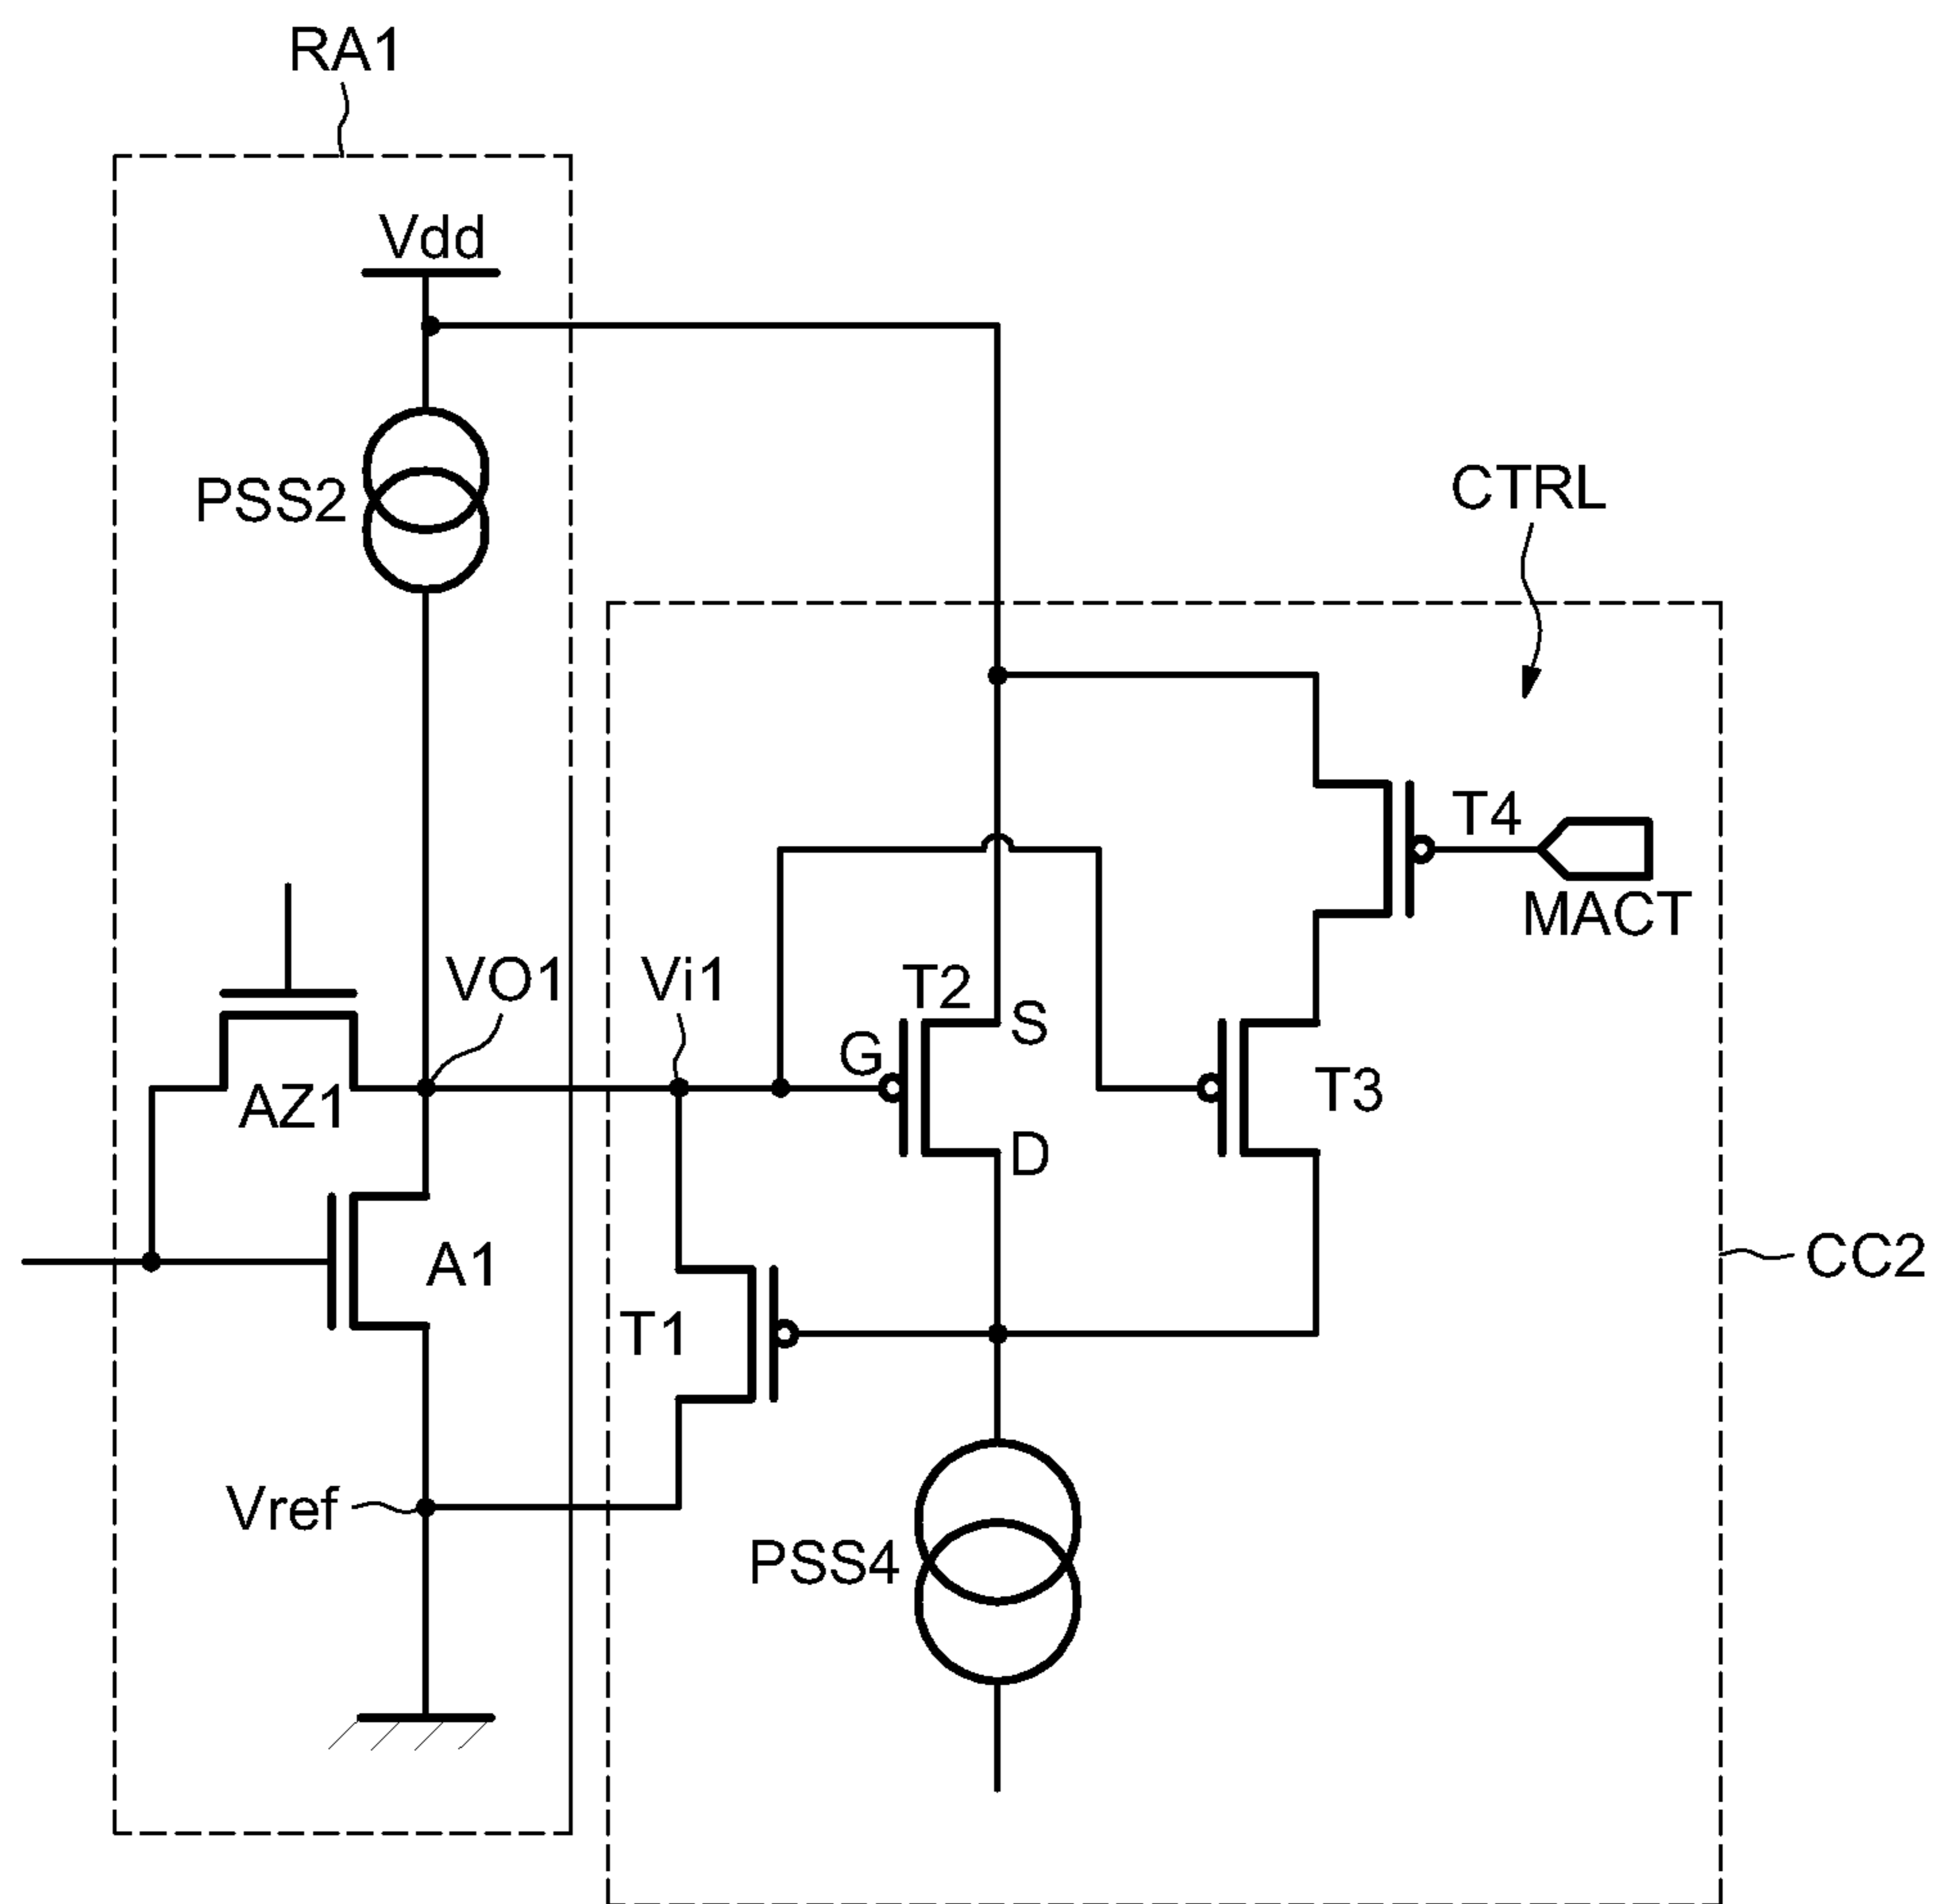 RA1
Vdd
PSS2
CTRL
T4
MACT
VO1
Vi1
T2
S
G
AZ1
T3
D
A1
CC2
T1
Vref
PSS4